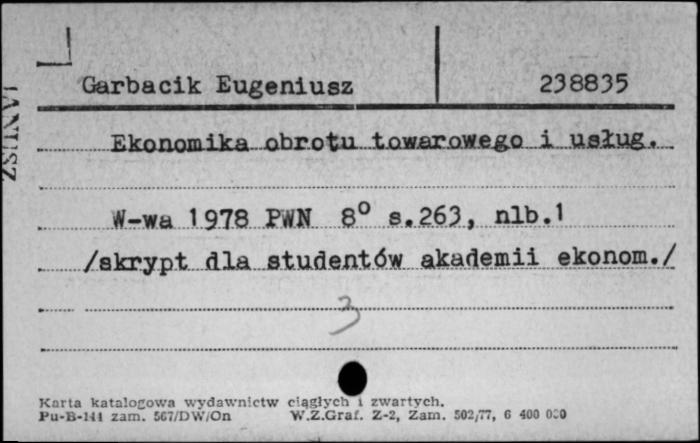 Garbacik Eugeniusz 238835
Ekonomika obrotu towarowego i usług.
W-wa 1978 PWN 8° s.263, nlb.1
/skrypt dla studentów akademii ekonom./
3
JANUSZ
Karta katalogowa wydawnictw ciągłych i zwartych.
Pu-B-141 zam. 567/DW/On W.Z.Graf. Z-2, Zam. 502/77, 6 400 000